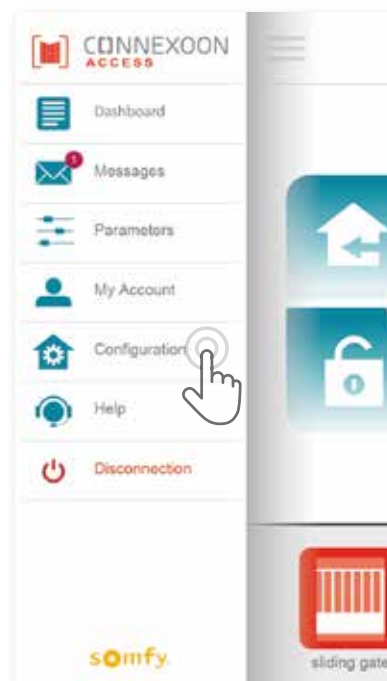 CONNEXOON
ACCESS
Dashboard
1
Messages
Parameters
My Account
Configuration
Help
Disconnection
somfy.
sliding gate